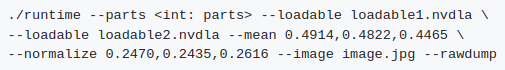 ./runtime --parts <int: parts> --loadable loadable1.nvdla \
--loadable loadable2.nvdla --mean 0.4914,0.4822,0.4465 \
--normalize 0.2470,0.2435,0.2616 --image image.jpg --rawdump